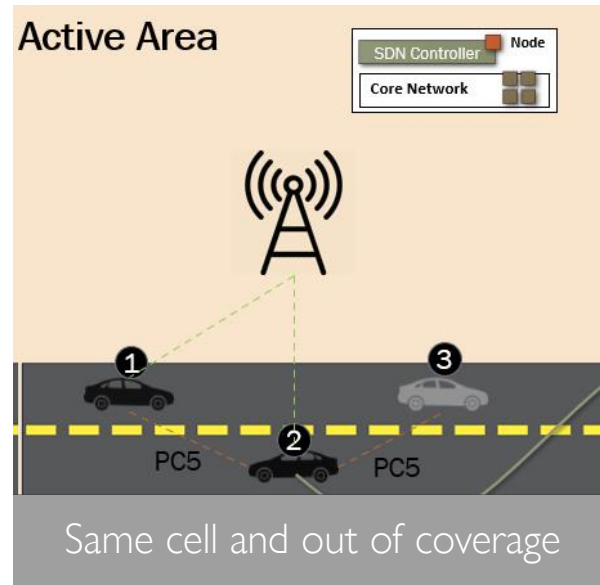 Active Area
SDN Controller
Node
Core Network
1
3
2
PC5
PC5
Same cell and out of coverage